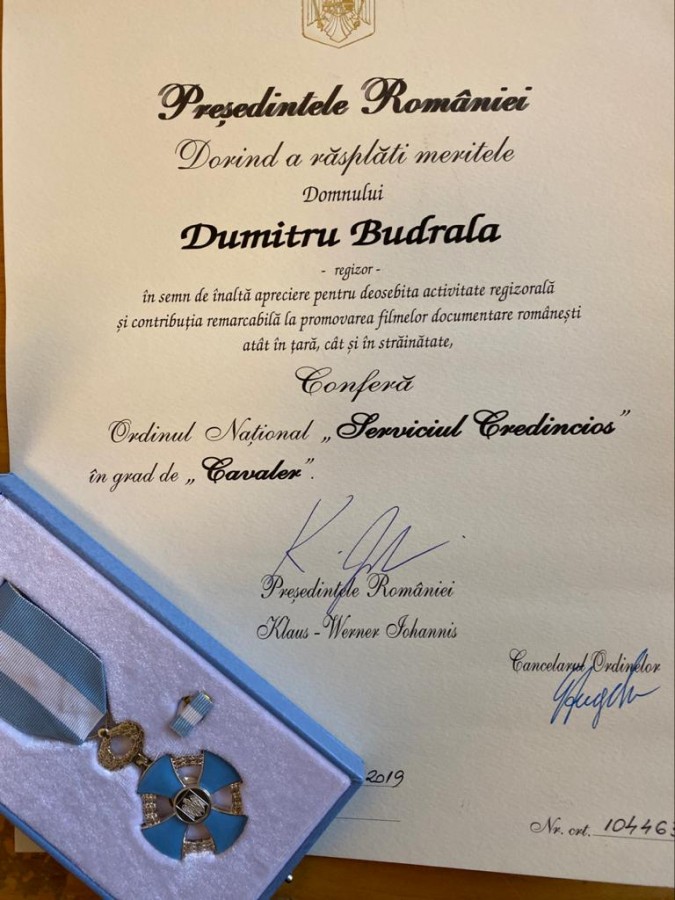 Președintele României
Dorind a răsplăti meritele
Domnului
Dumitru Budrala
- regizor -
în semn de înaltă apreciere pentru deosebita activitate regizorală
și contribuția remarcabilă la promovarea filmelor documentare românești
atât în țară, cât și în străinătate,
Conferă
Ordinul Național „Serviciul Credincios”
în grad de „Cavaler”.
Președintele României
Klaus - Werner Iohannis
Cancelarul Ordinelor
2019
Nr. crt. 104463